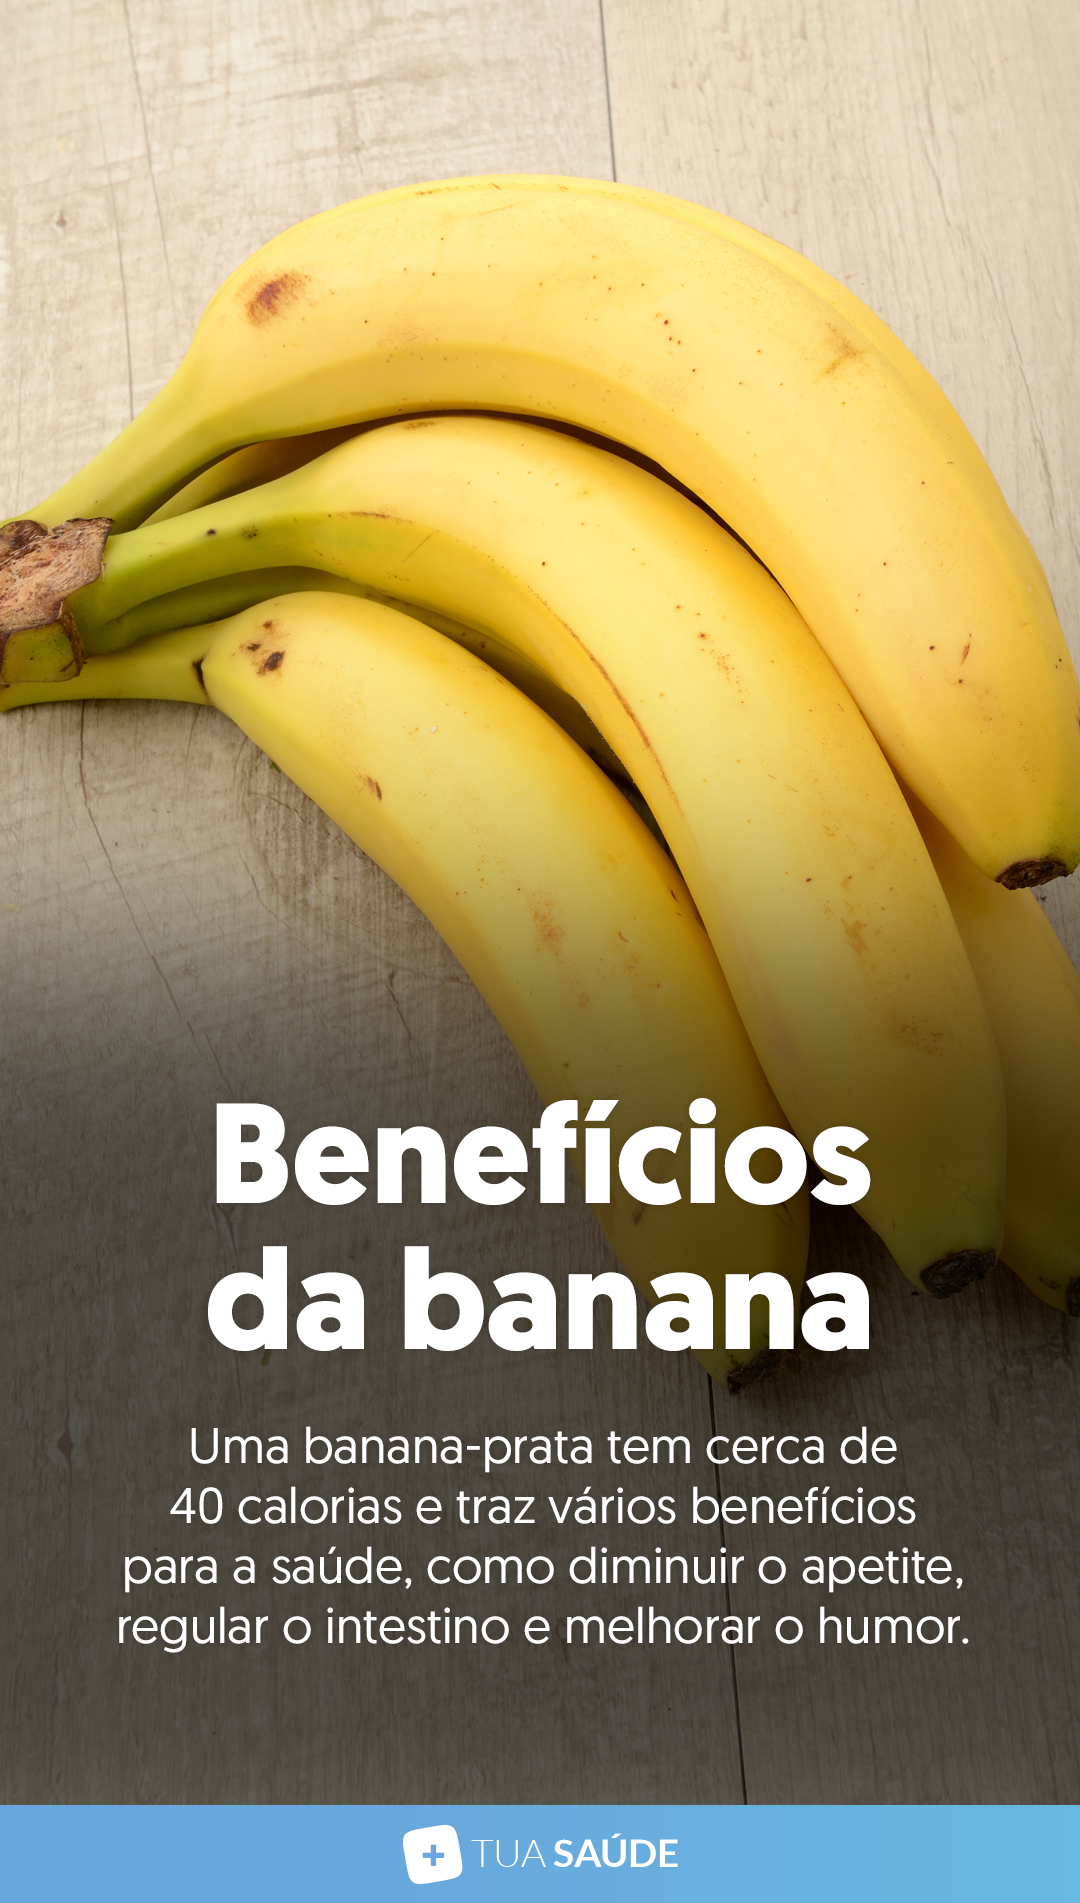 Benefícios
da banana
Uma banana-prata tem cerca de
40 calorias e traz vários benefícios
para a saúde, como diminuir o apetite,
regular o intestino e melhorar o humor.
TUA SAÚDE